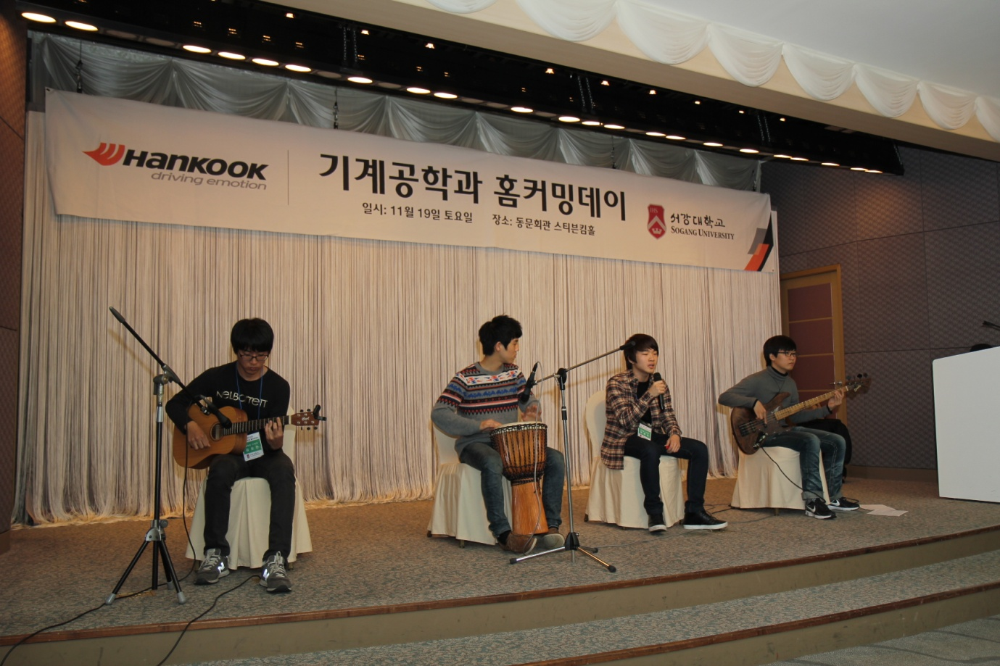 HANKOOK
driving emotion
기계공학과 홈커밍데이
일시: 11월 19일 토요일 장소: 동문회관 스티븐킴홀
서강대학교
SOGANG UNIVERSITY